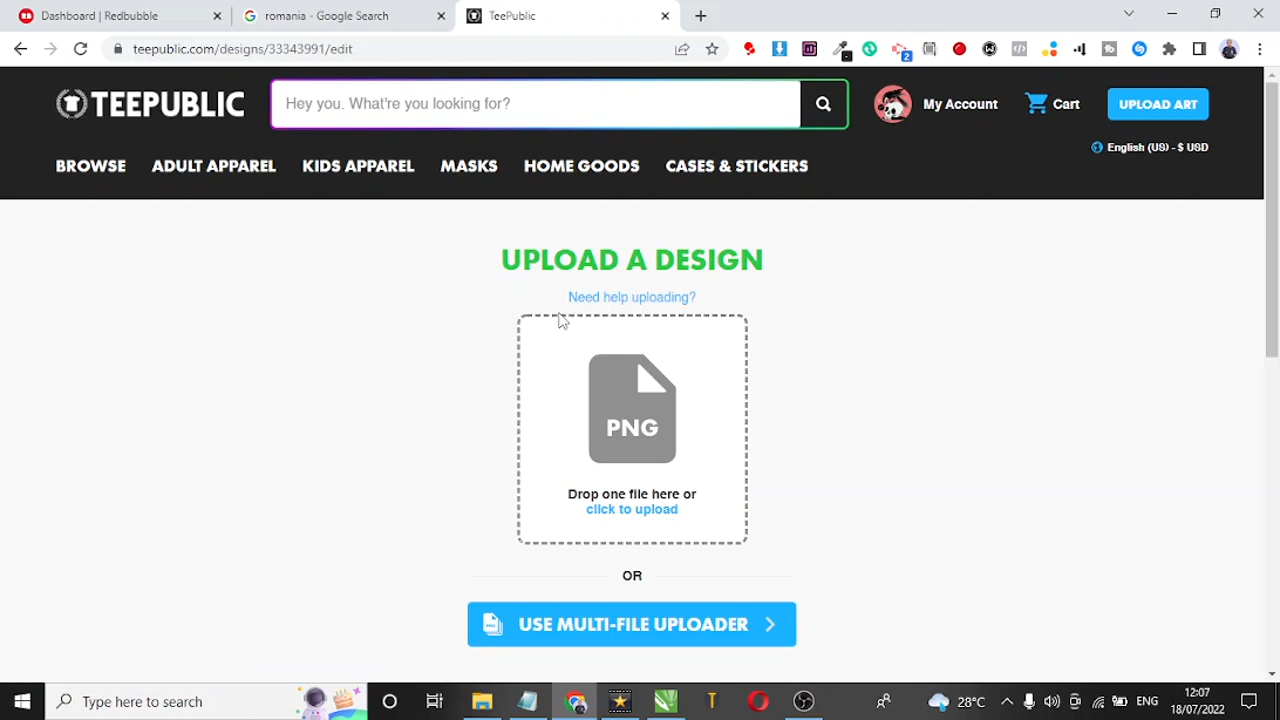 Dashboard | Redbubble
romania - Google Search
TeePublic
teepublic.com/designs/33343991/edit
2
TEEPUBLIC
Hey you. What're you looking for?
My Account
Cart
UPLOAD ART
English (US) - $ USD
BROWSE
ADULT APPAREL
KIDS APPAREL
MASKS
HOME GOODS
CASES & STICKERS
UPLOAD A DESIGN
Need help uploading?
PNG
Drop one file here or
click to upload
OR
USE MULTI-FILE UPLOADER
Type here to search
28°C
ENG
12:07
18/07/2022